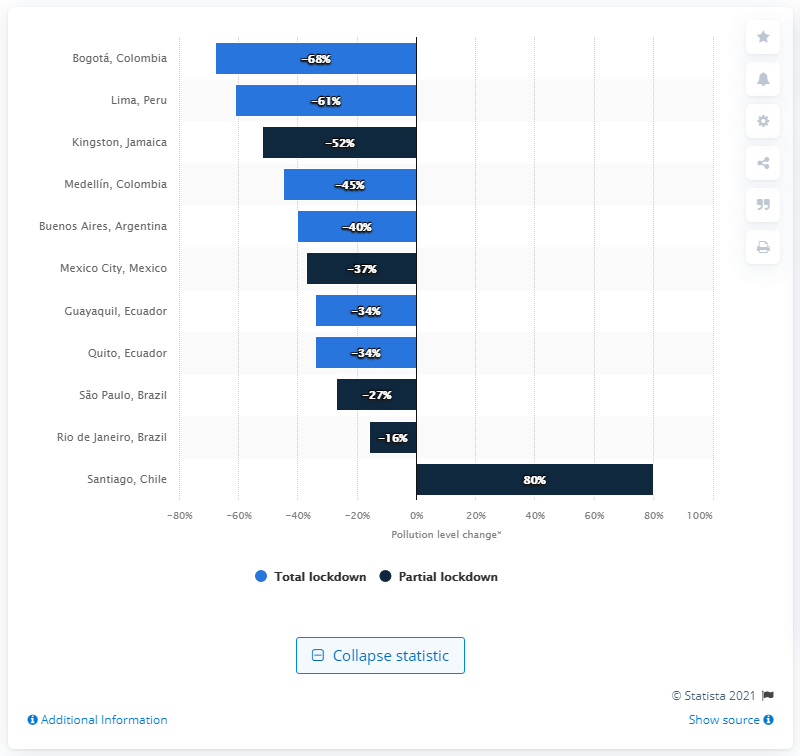 Bogotá, Colombia
−68%
Lima, Peru
−61%
Kingston, Jamaica
−52%
Medellín, Colombia
−45%
Buenos Aires, Argentina
−40%
Mexico City, Mexico
−37%
Guayaquil, Ecuador
−34%
Quito, Ecuador
−34%
São Paulo, Brazil
−27%
Rio de Janeiro, Brazil
−16%
Santiago, Chile
80%
−80% −60% −40% −20% 0% 20% 40% 60% 80% 100%
Pollution level change*
Total lockdown Partial lockdown
Collapse statistic
© Statista 2021
Additional Information Show source